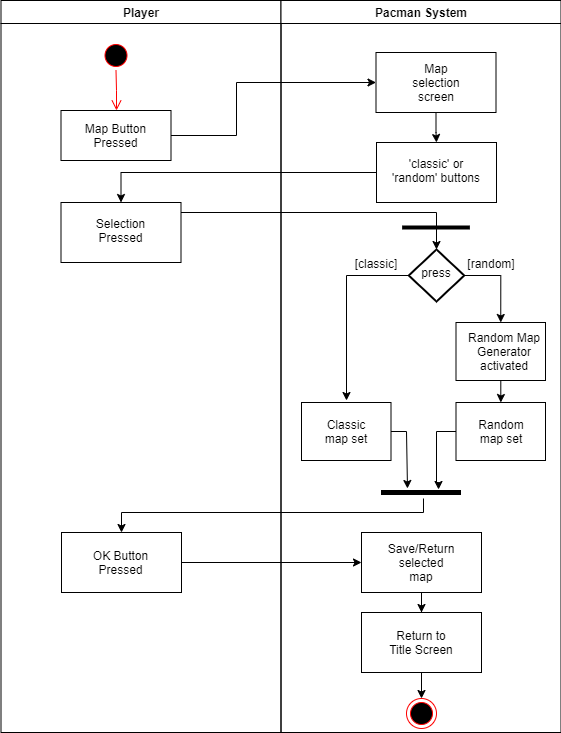 Player
Pacman System
Map Button
Pressed
Map
selection
screen
'classic' or
'random' buttons
Selection
Pressed
press
[classic]
[random]
Random Map
Generator
activated
Classic
map set
Random
map set
OK Button
Pressed
Save/Return
selected
map
Return to
Title Screen